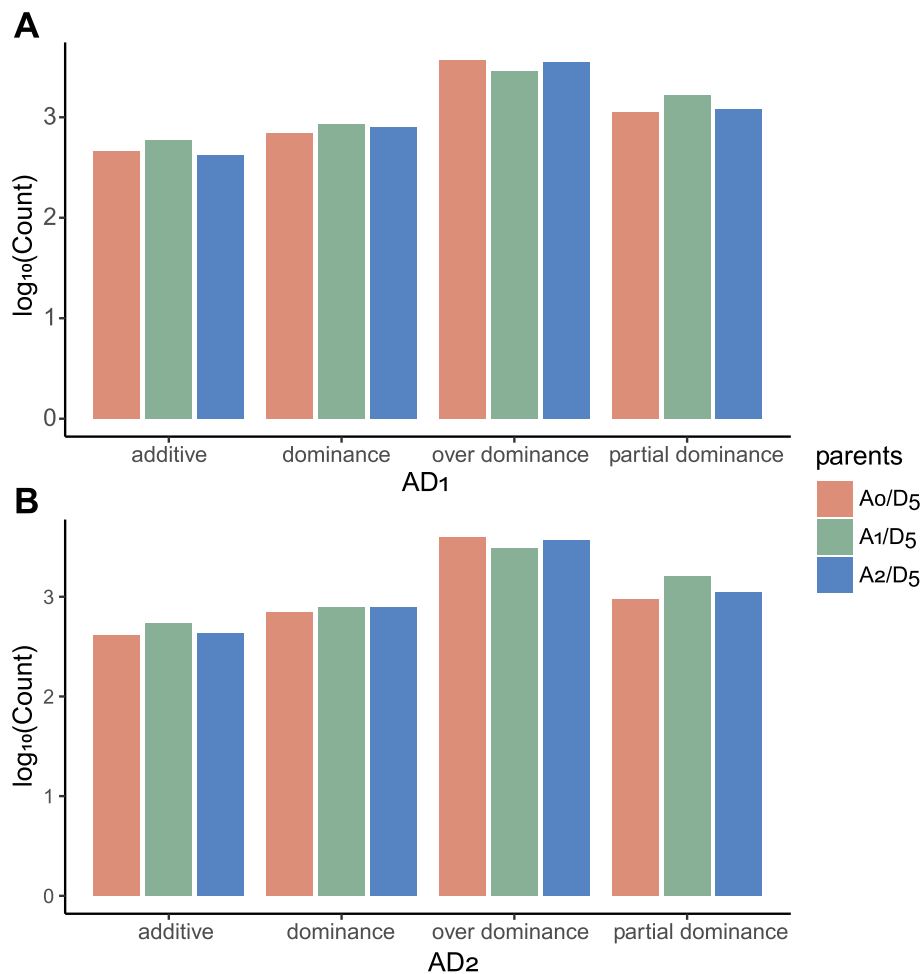 A
log₁₀(Count)
3
2
1
0
additive dominance over dominance partial dominance
AD1
parents
A0/D5
A1/D5
A2/D5
B
log₁₀(Count)
3
2
1
0
additive dominance over dominance partial dominance
AD2